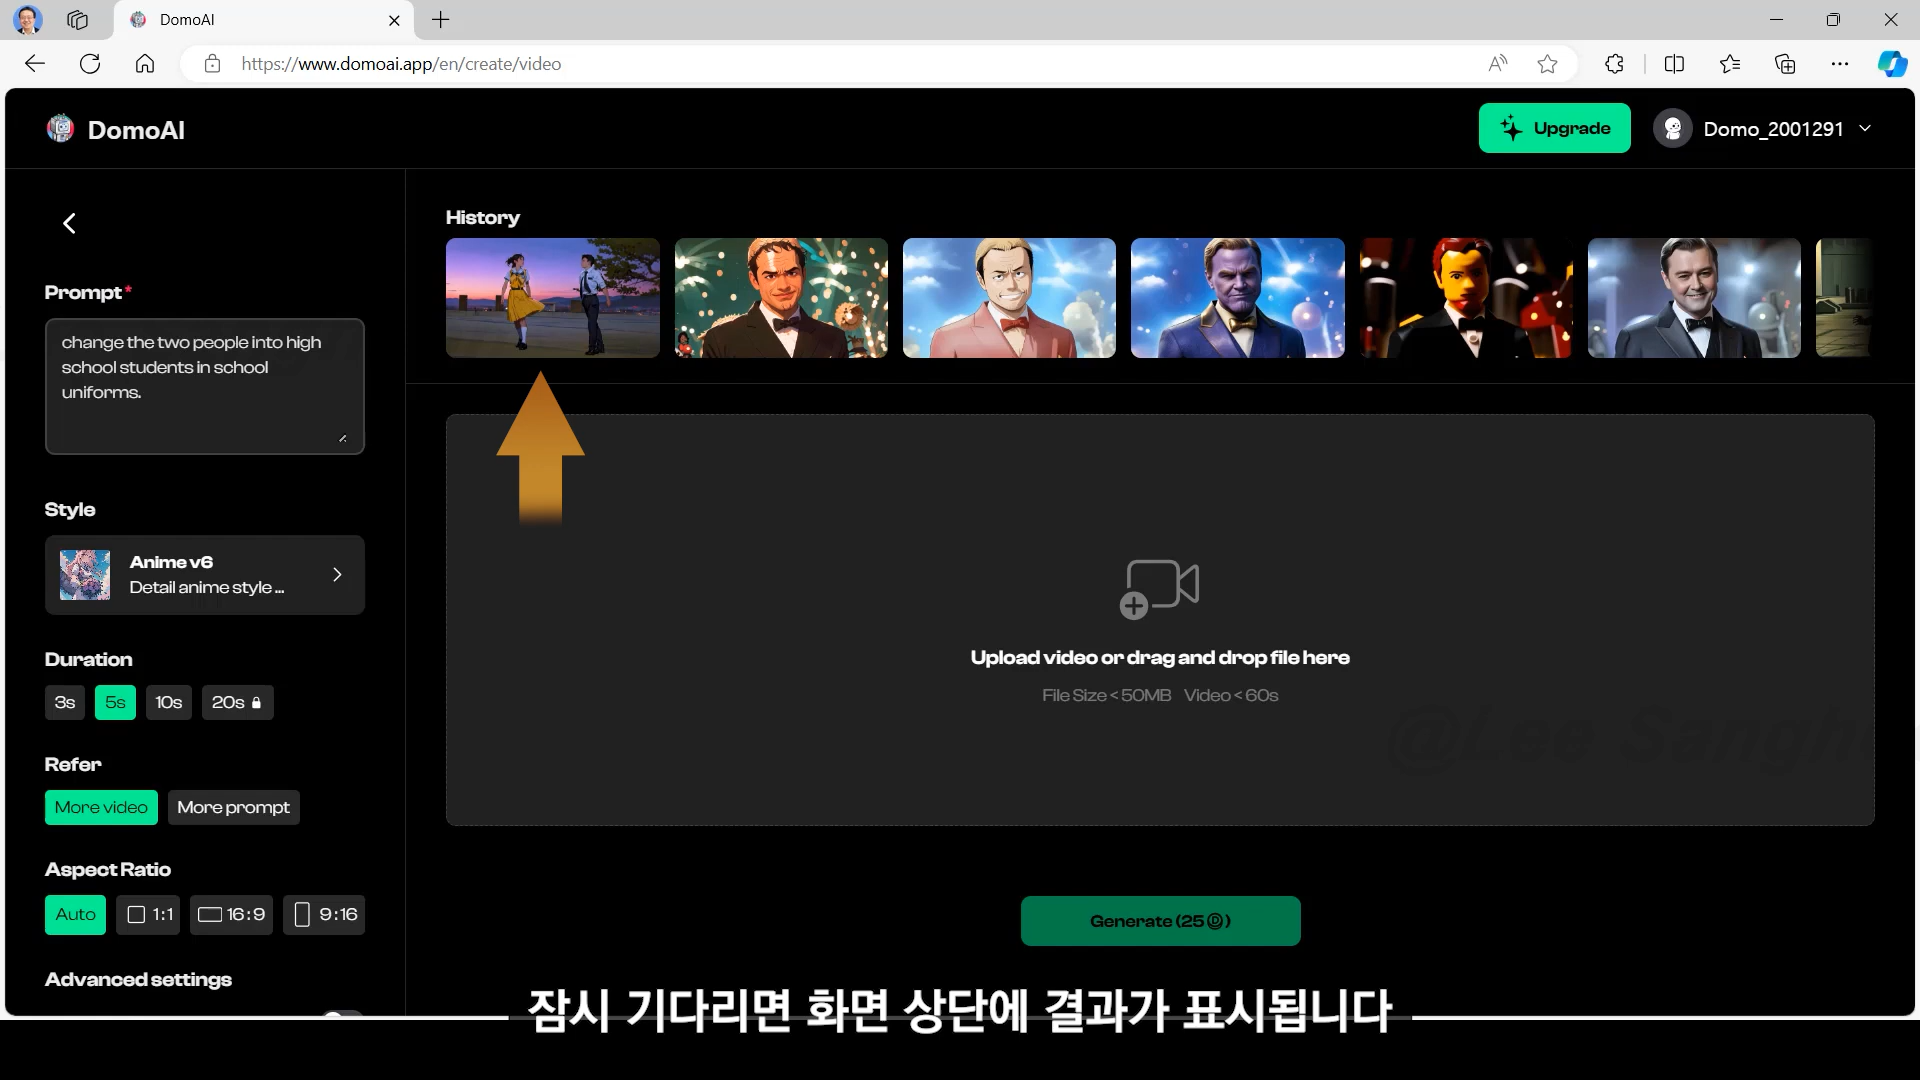 DomoAI
https://www.domoai.app/en/create/video
DomoAI
Upgrade
Domo_2001291
History
Prompt*
change the two people into high
school students in school
uniforms.
Style
Anime v6
Detail anime style ...
Duration
3s
5s
10s
20s
Refer
More video
More prompt
Aspect Ratio
Auto
1:1
16:9
9:16
Advanced settings
Upload video or drag and drop file here
File Size < 50MB Video < 60s
@Lee Sangh
Generate (25)
잠시 기다리면 화면 상단에 결과가 표시됩니다